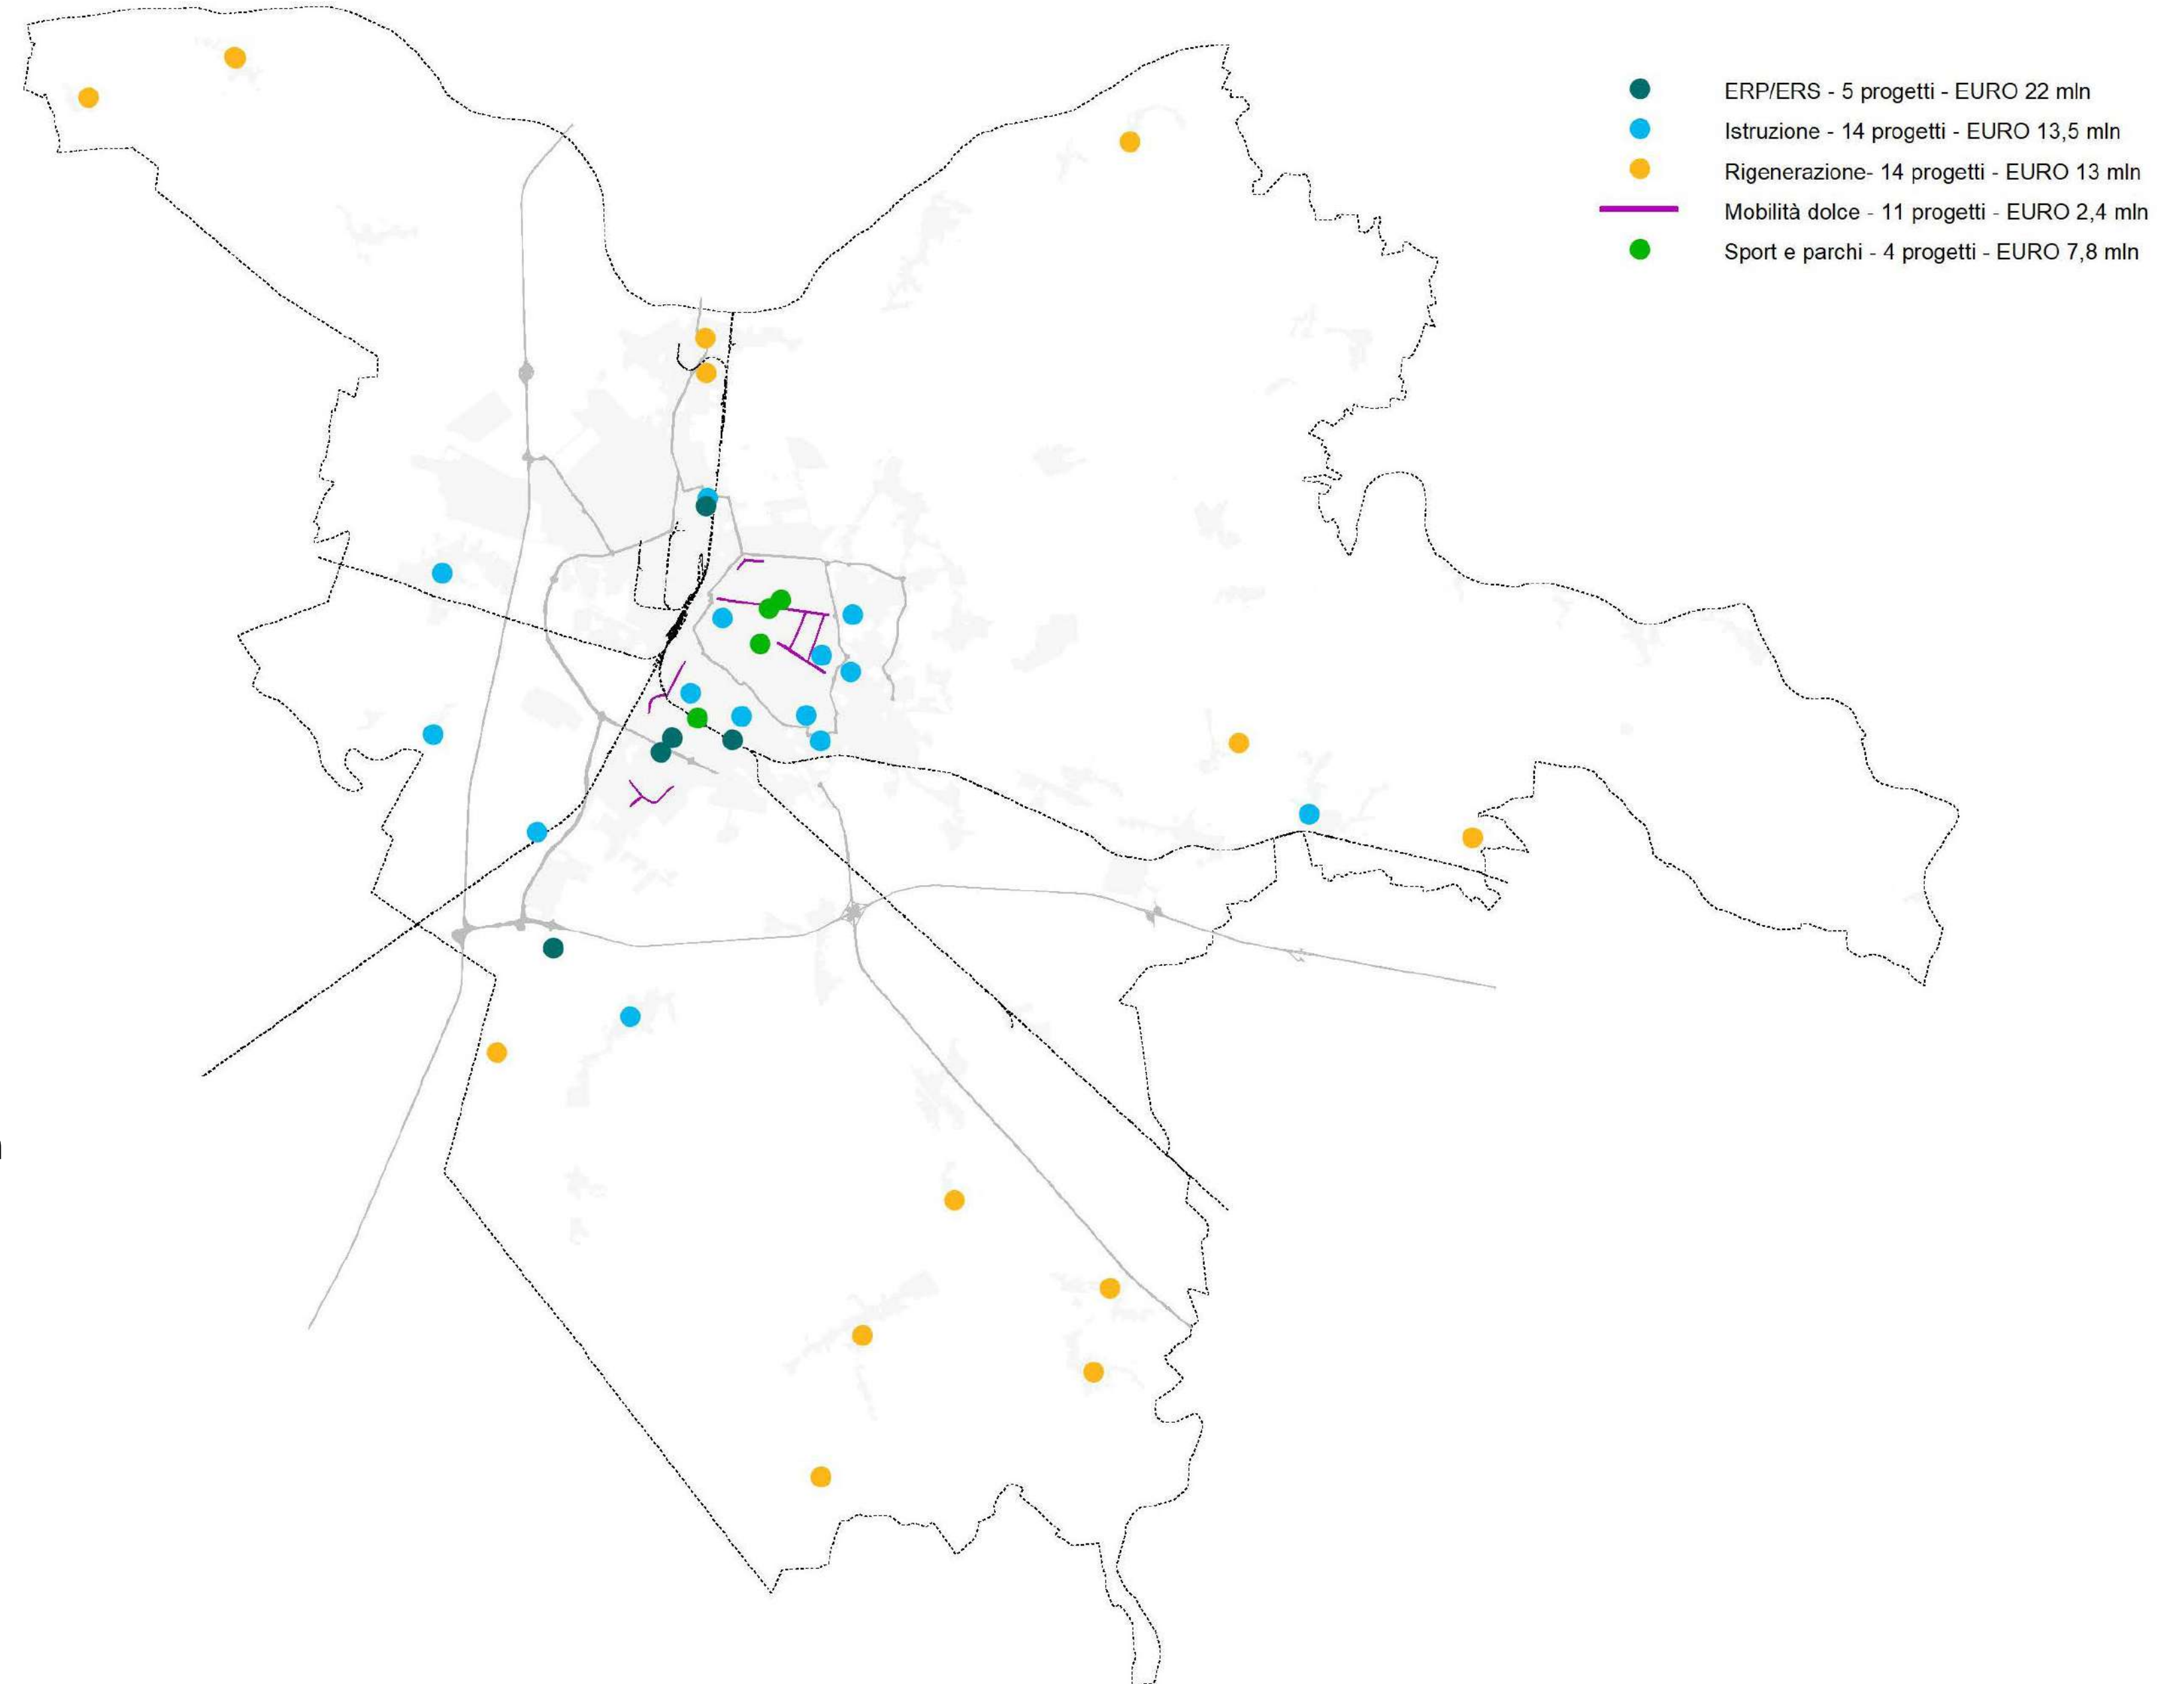 ERP/ERS - 5 progetti - EURO 22 mln
Istruzione - 14 progetti - EURO 13,5 mln
Rigenerazione- 14 progetti - EURO 13 mln
Mobilità dolce - 11 progetti - EURO 2,4 mln
Sport e parchi - 4 progetti - EURO 7,8 mln